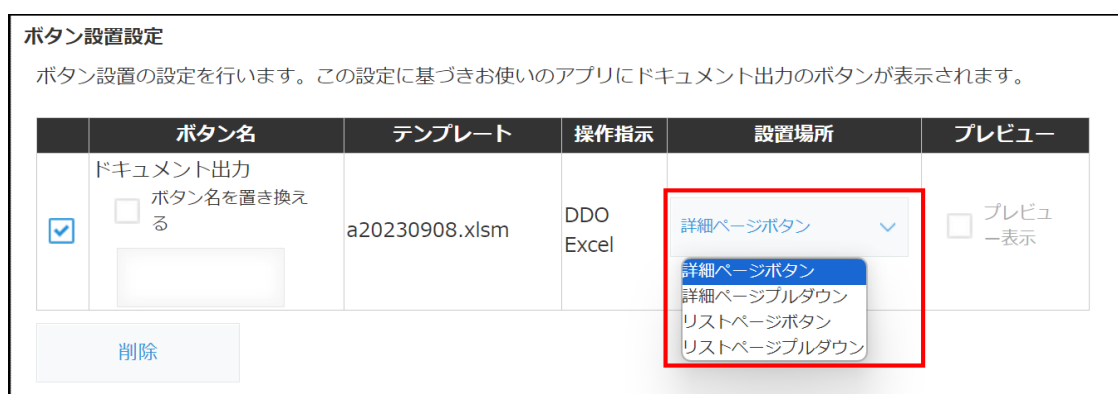 ボタン設置設定
ボタン設置の設定を行います。この設定に基づきお使いのアプリにドキュメント出力のボタンが表示されます。
ボタン名 テンプレート 操作指示 設置場所 プレビュー
ドキュメント出力
ボタン名を置き換え
る
a20230908.xlsm
DDO
Excel
詳細ページボタン
プレビュ
ー表示
詳細ページボタン
詳細ページプルダウン
リストページボタン
リストページプルダウン
削除